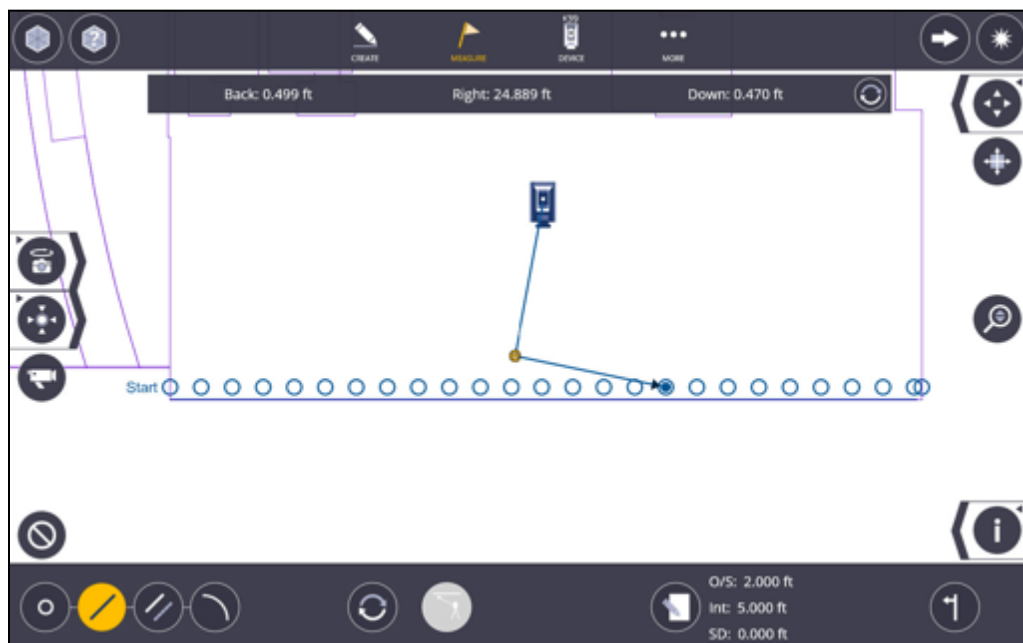 ?
K99
CREATE MEASURE DEVICE MORE
Back: 0.499 ft Right: 24.889 ft Down: 0.470 ft
Start
i
O/S: 2.000 ft
Int: 5.000 ft
SD: 0.000 ft